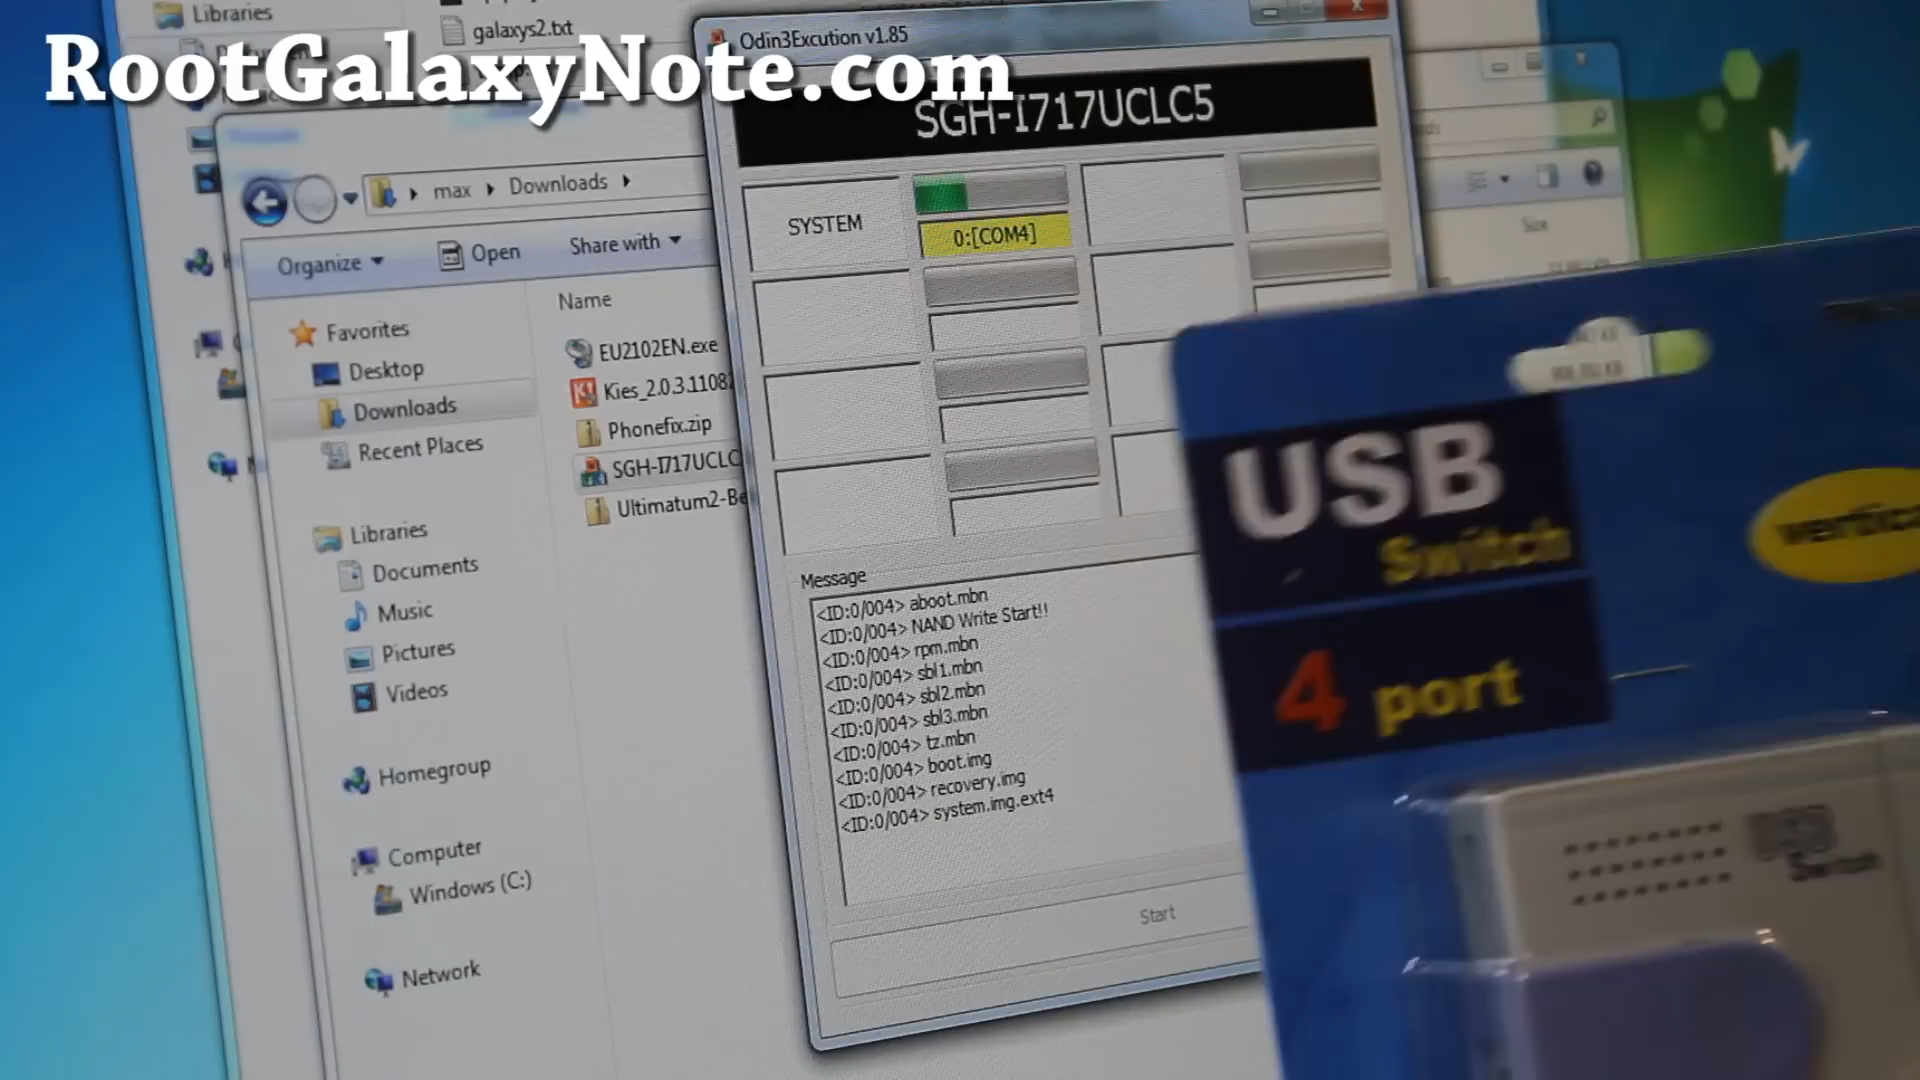 Libraries
galaxys2.txt
RootGalaxyNote.com
Odin3Excution v1.85
SGH-I717UCLC5
max
Downloads
Organize
Open
Share with
SYSTEM
0:[COM4]
Size
Name
Favorites
Desktop
Downloads
Recent Places
EU2102EN.exe
Kies_2.0.3.11082
Phonefix.zip
SGH-I717UCLC
Ultimatum2-Be
Libraries
Documents
Music
Pictures
Videos
Homegroup
Computer
Windows (C:)
Network
Message
<ID:0/004> aboot.mbn
<ID:0/004> NAND Write Start!!
<ID:0/004> rpm.mbn
<ID:0/004> sbl1.mbn
<ID:0/004> sbl2.mbn
<ID:0/004> sbl3.mbn
<ID:0/004> tz.mbn
<ID:0/004> boot.img
<ID:0/004> recovery.img
<ID:0/004> system.img.ext4
Start
USB
Switch
4 port
USB
Switch